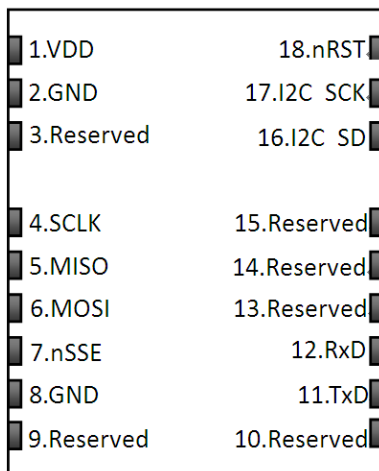 1.VDD 18.nRST
2.GND 17.I2C SCK
3.Reserved 16.I2C SD
4.SCLK 15.Reserved
5.MISO 14.Reserved
6.MOSI 13.Reserved
7.nSSE 12.RxD
8.GND 11.TxD
9.Reserved 10.Reserved